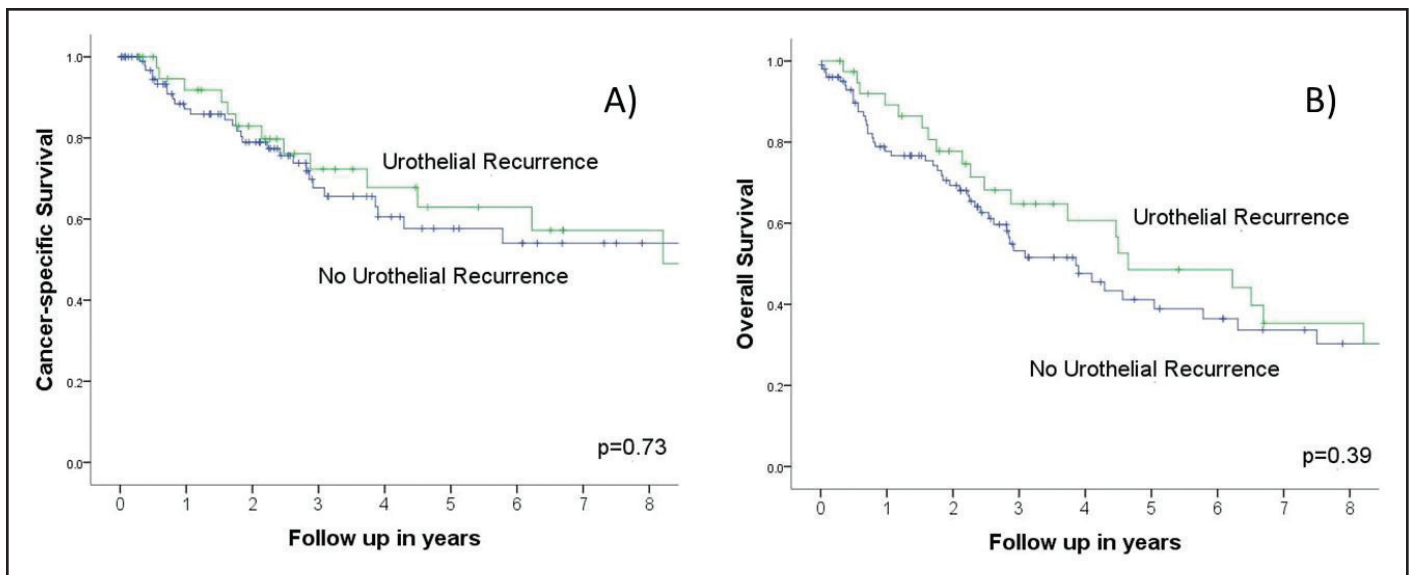 A)
Cancer-specific Survival
1.0
0.8
0.6
0.4
0.2
0.0
Urothelial Recurrence
No Urothelial Recurrence
p=0.73
0 1 2 3 4 5 6 7 8
Follow up in years
B)
Overall Survival
1.0
0.8
0.6
0.4
0.2
0.0
Urothelial Recurrence
No Urothelial Recurrence
p=0.39
0 1 2 3 4 5 6 7 8
Follow up in years